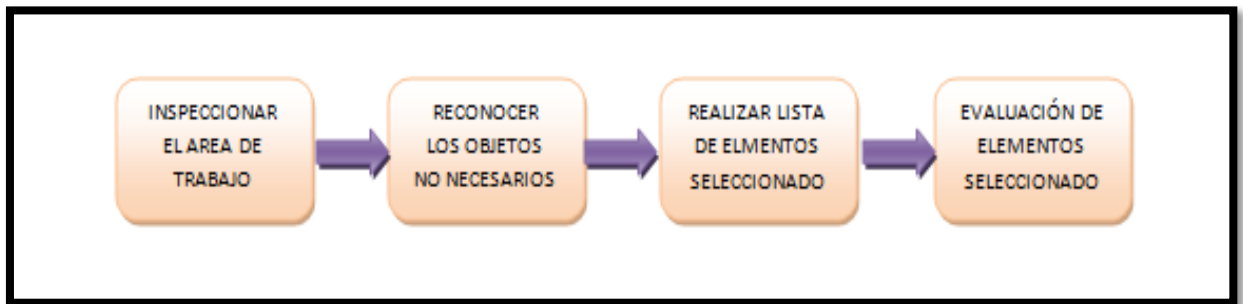 INSPECCIONAR
EL AREA DE
TRABAJO
RECONOCER
LOS OBJETOS
NO NECESARIOS
REALIZAR LISTA
DE ELMENTOS
SELECCIONADO
EVALUACIÓN DE
ELEMENTOS
SELECCIONADO